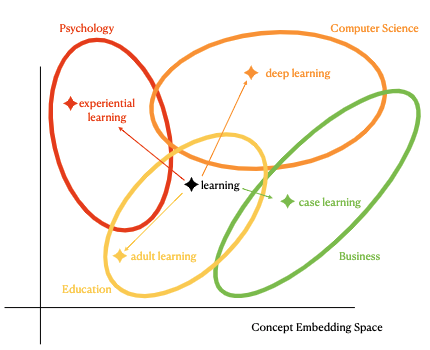 Psychology
Computer Science
deep learning
experiential
learning
learning
case learning
adult learning
Business
Education
Concept Embedding Space